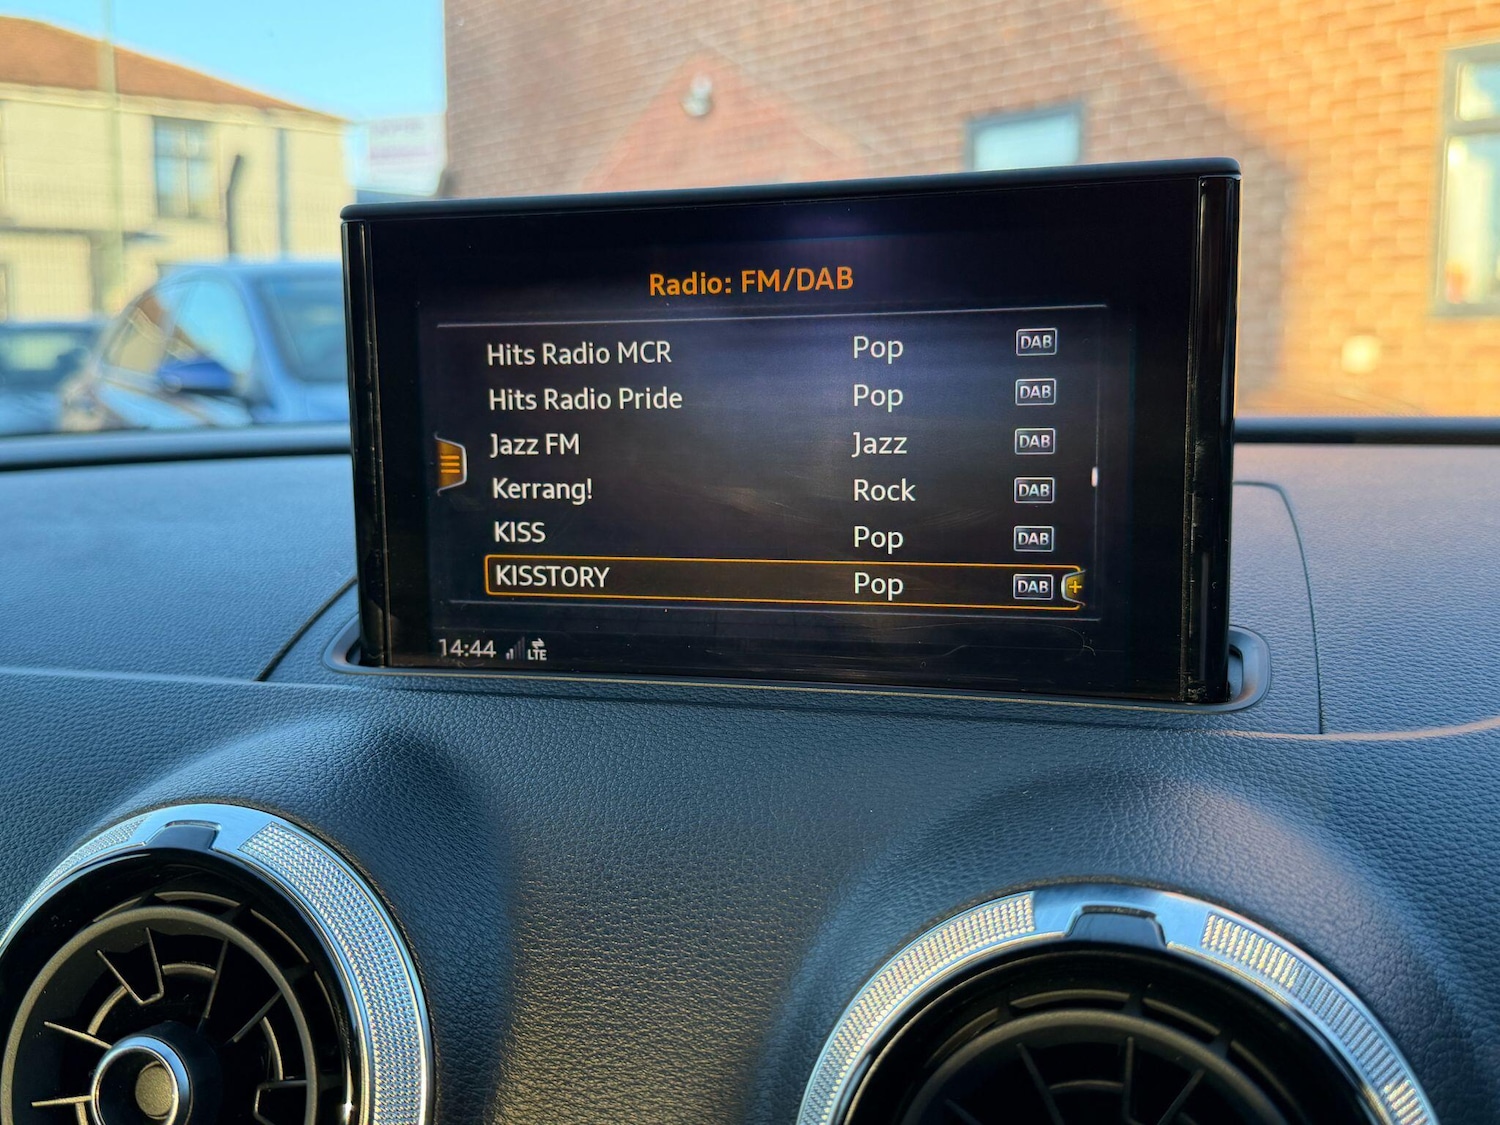 Radio: FM/DAB
Hits Radio MCR Pop DAB
Hits Radio Pride Pop DAB
Jazz FM Jazz DAB
Kerrang! Rock DAB
KISS Pop DAB
KISSTORY Pop DAB +
14:44 LTE